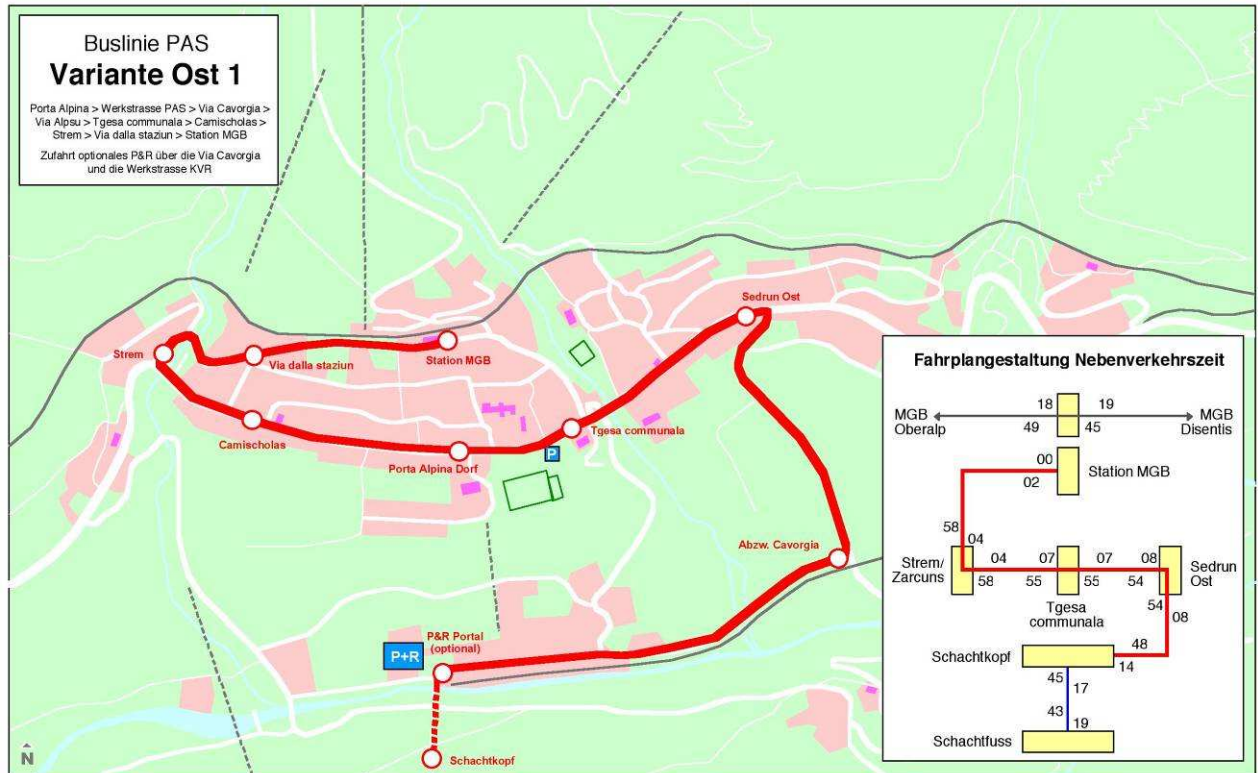 Buslinie PAS
Variante Ost 1
Porta Alpina > Werkstrasse PAS > Via Cavorgia >
Via Alpsu > Tgesa communala > Camischolas >
Strem > Via dalla staziun > Station MGB
Zufahrt optionales P&R über die Via Cavorgia
und die Werkstrasse KVR
Sedrun Ost
Strem
Via dalla staziun
Station MGB
Camischolas
Tgesa communala
Porta Alpina Dorf
P
Abzw. Cavorgia
P&R Portal
(optional)
P+R
Schachtkopf
N
Fahrplangestaltung Nebenverkehrszeit
18 19
MGB
Oberalp
MGB
Disentis
49 45
00
Station MGB
02
58
04
Strem/
Zarcuns
04 07 07 08
Sedrun
Ost
58 55 55 54
Tgesa
communala
54
08
48
Schachtkopf
14
45
17
43
19
Schachtfuss